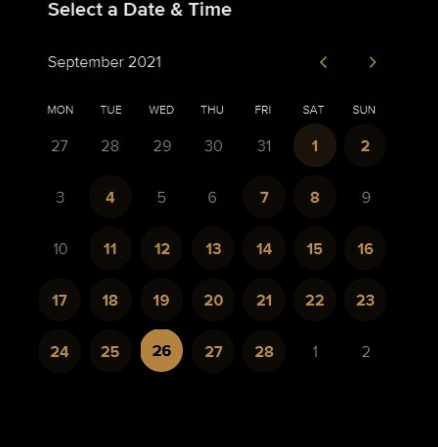 Select a Date & Time
September 2021
MON TUE WED THU FRI SAT SUN
27 28 29 30 31 1 2
3 4 5 6 7 8 9
10 11 12 13 14 15 16
17 18 19 20 21 22 23
24 25 26 27 28 1 2